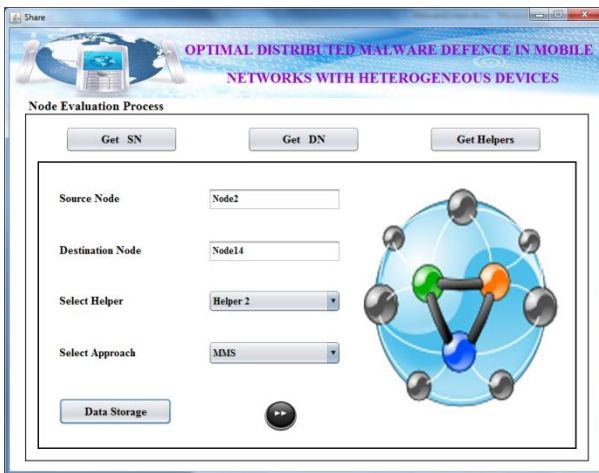 Share
OPTIMAL DISTRIBUTED MALWARE DEFENCE IN MOBILE
NETWORKS WITH HETEROGENEOUS DEVICES
Node Evaluation Process
Get SN
Get DN
Get Helpers
Source Node
Node2
Destination Node
Node14
Select Helper
Helper 2
Select Approach
MMS
Data Storage